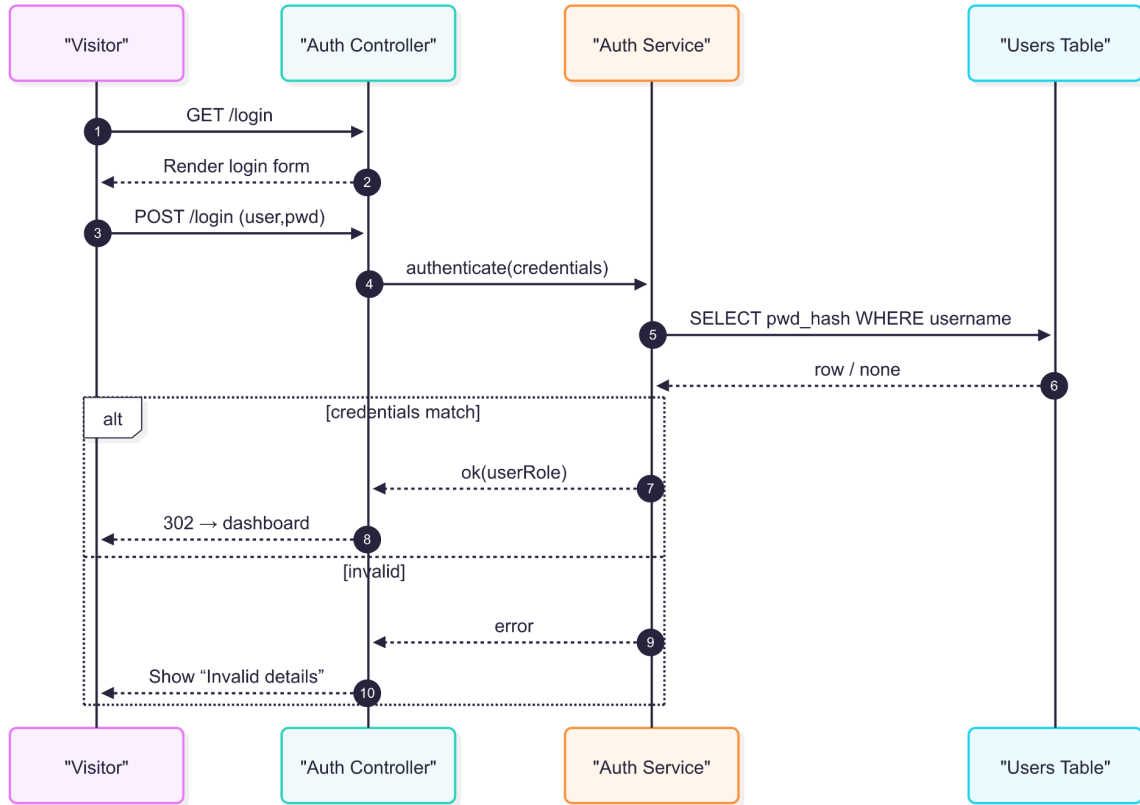 "Visitor"
"Auth Controller"
"Auth Service"
"Users Table"
GET /login
1
Render login form
2
POST /login (user,pwd)
3
authenticate(credentials)
4
SELECT pwd_hash WHERE username
5
row / none
6
alt
[credentials match]
ok(userRole)
7
302 → dashboard
8
[invalid]
error
9
Show “Invalid details”
10
"Visitor"
"Auth Controller"
"Auth Service"
"Users Table"